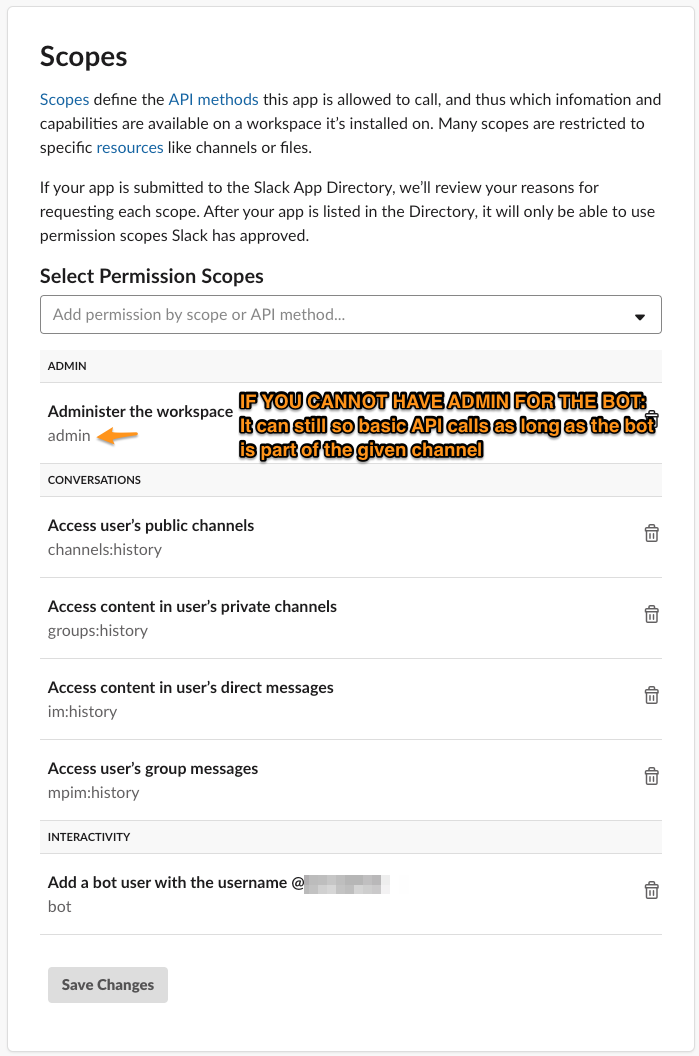 Scopes
Scopes define the API methods this app is allowed to call, and thus which infomation and
capabilities are available on a workspace it’s installed on. Many scopes are restricted to
specific resources like channels or files.
If your app is submitted to the Slack App Directory, we’ll review your reasons for
requesting each scope. After your app is listed in the Directory, it will only be able to use
permission scopes Slack has approved.
Select Permission Scopes
Add permission by scope or API method...
ADMIN
Administer the workspace
admin
IF YOU CANNOT HAVE ADMIN FOR THE BOT:
It can still so basic API calls as long as the bot
is part of the given channel
CONVERSATIONS
Access user’s public channels
channels:history
Access content in user’s private channels
groups:history
Access content in user’s direct messages
im:history
Access user’s group messages
mpim:history
INTERACTIVITY
Add a bot user with the username @
bot
Save Changes